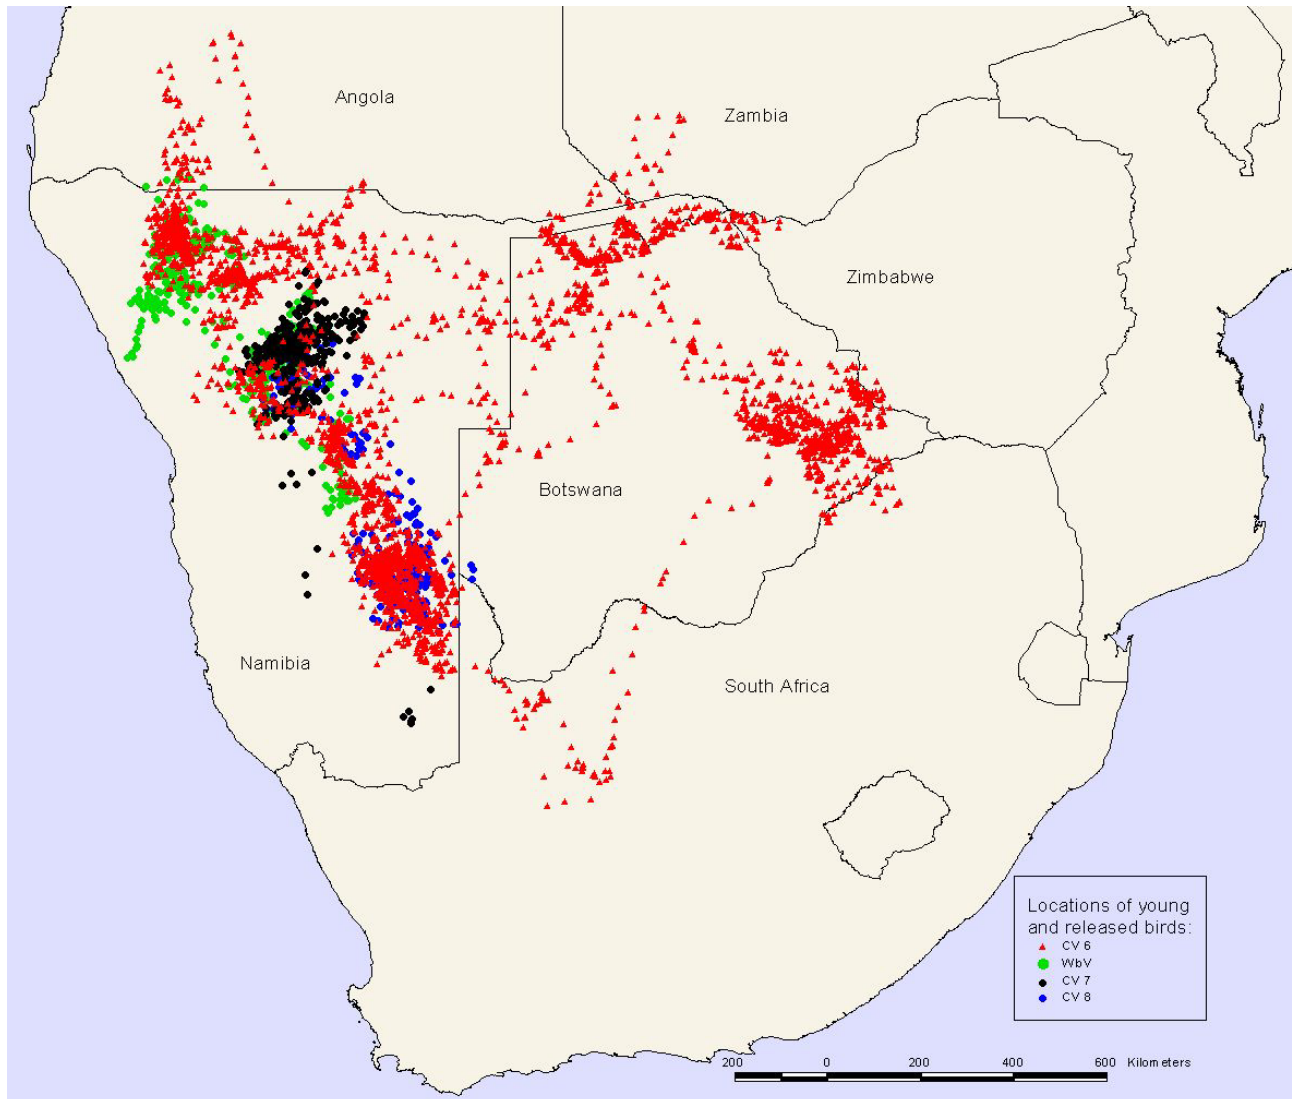 Angola
Zambia
Zimbabwe
Botswana
Namibia
South Africa
Locations of young
and released birds:
CV 6
WbV
CV 7
CV 8
200 0 200 400 600 Kilometers